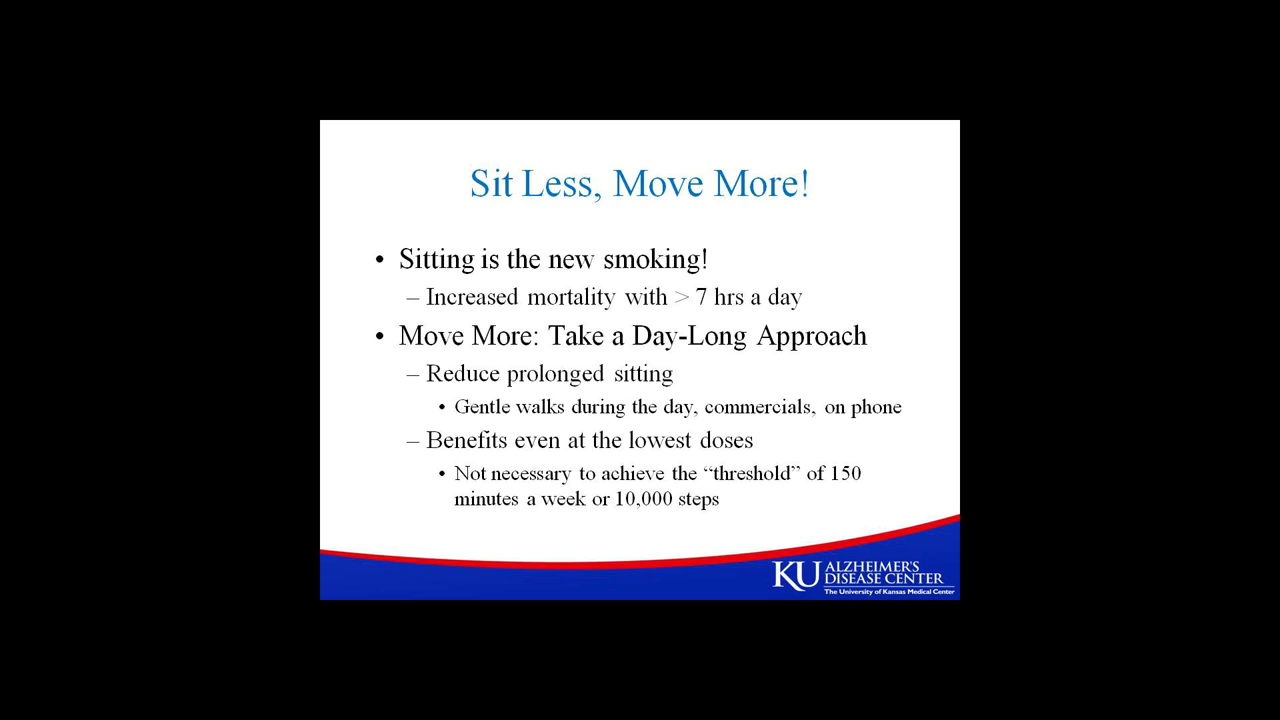 Sit Less, Move More!
• Sitting is the new smoking!
– Increased mortality with > 7 hrs a day
• Move More: Take a Day-Long Approach
– Reduce prolonged sitting
• Gentle walks during the day, commercials, on phone
– Benefits even at the lowest doses
• Not necessary to achieve the “threshold” of 150
minutes a week or 10,000 steps
KU ALZHEIMER'S
DISEASE CENTER
The University of Kansas Medical Center